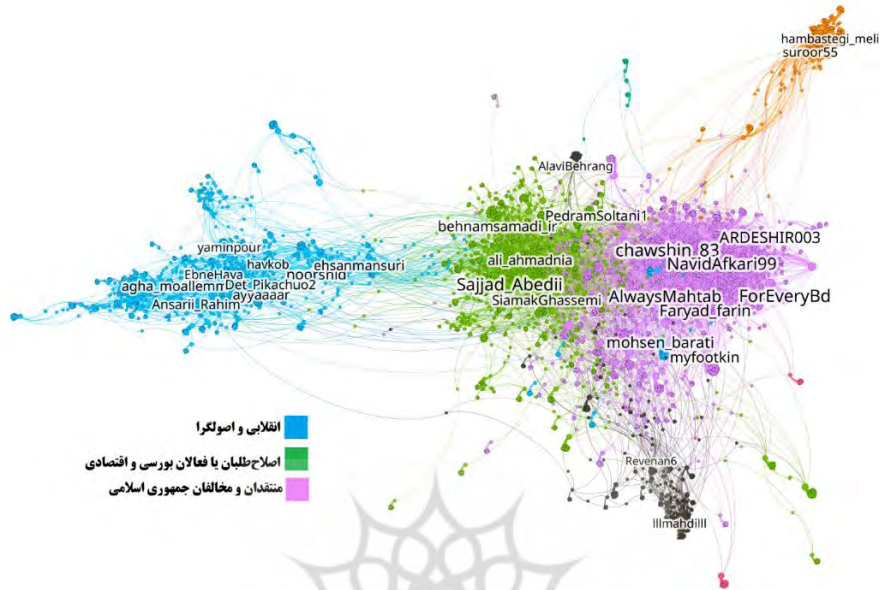 hambastegi_meli
suroor55
AlaviBehrang
PedramSoltani1
behnamsamadi_ir
ARDESHIR003
chawshin_83
yaminpour
ali_ahmadnia
NavidAfkari99
havkob
ehsanmansuri
EbneHava
noorsnid
agha_moallemm
Det_Pikachuo2
Sajjad_Abedii
ayyaaaar
SiamakGhassemi
AlwaysMahtab
ForEveryBd
Ansarii_Rahim
Faryad_farin
mohsen_barati
myfootkin
انقلابی و اصولگرا
اصلاح‌طلبان یا فعالان بورسی و اقتصادی
منتقدان و مخالفان جمهوری اسلامی
Revenan6
lllmahdilll